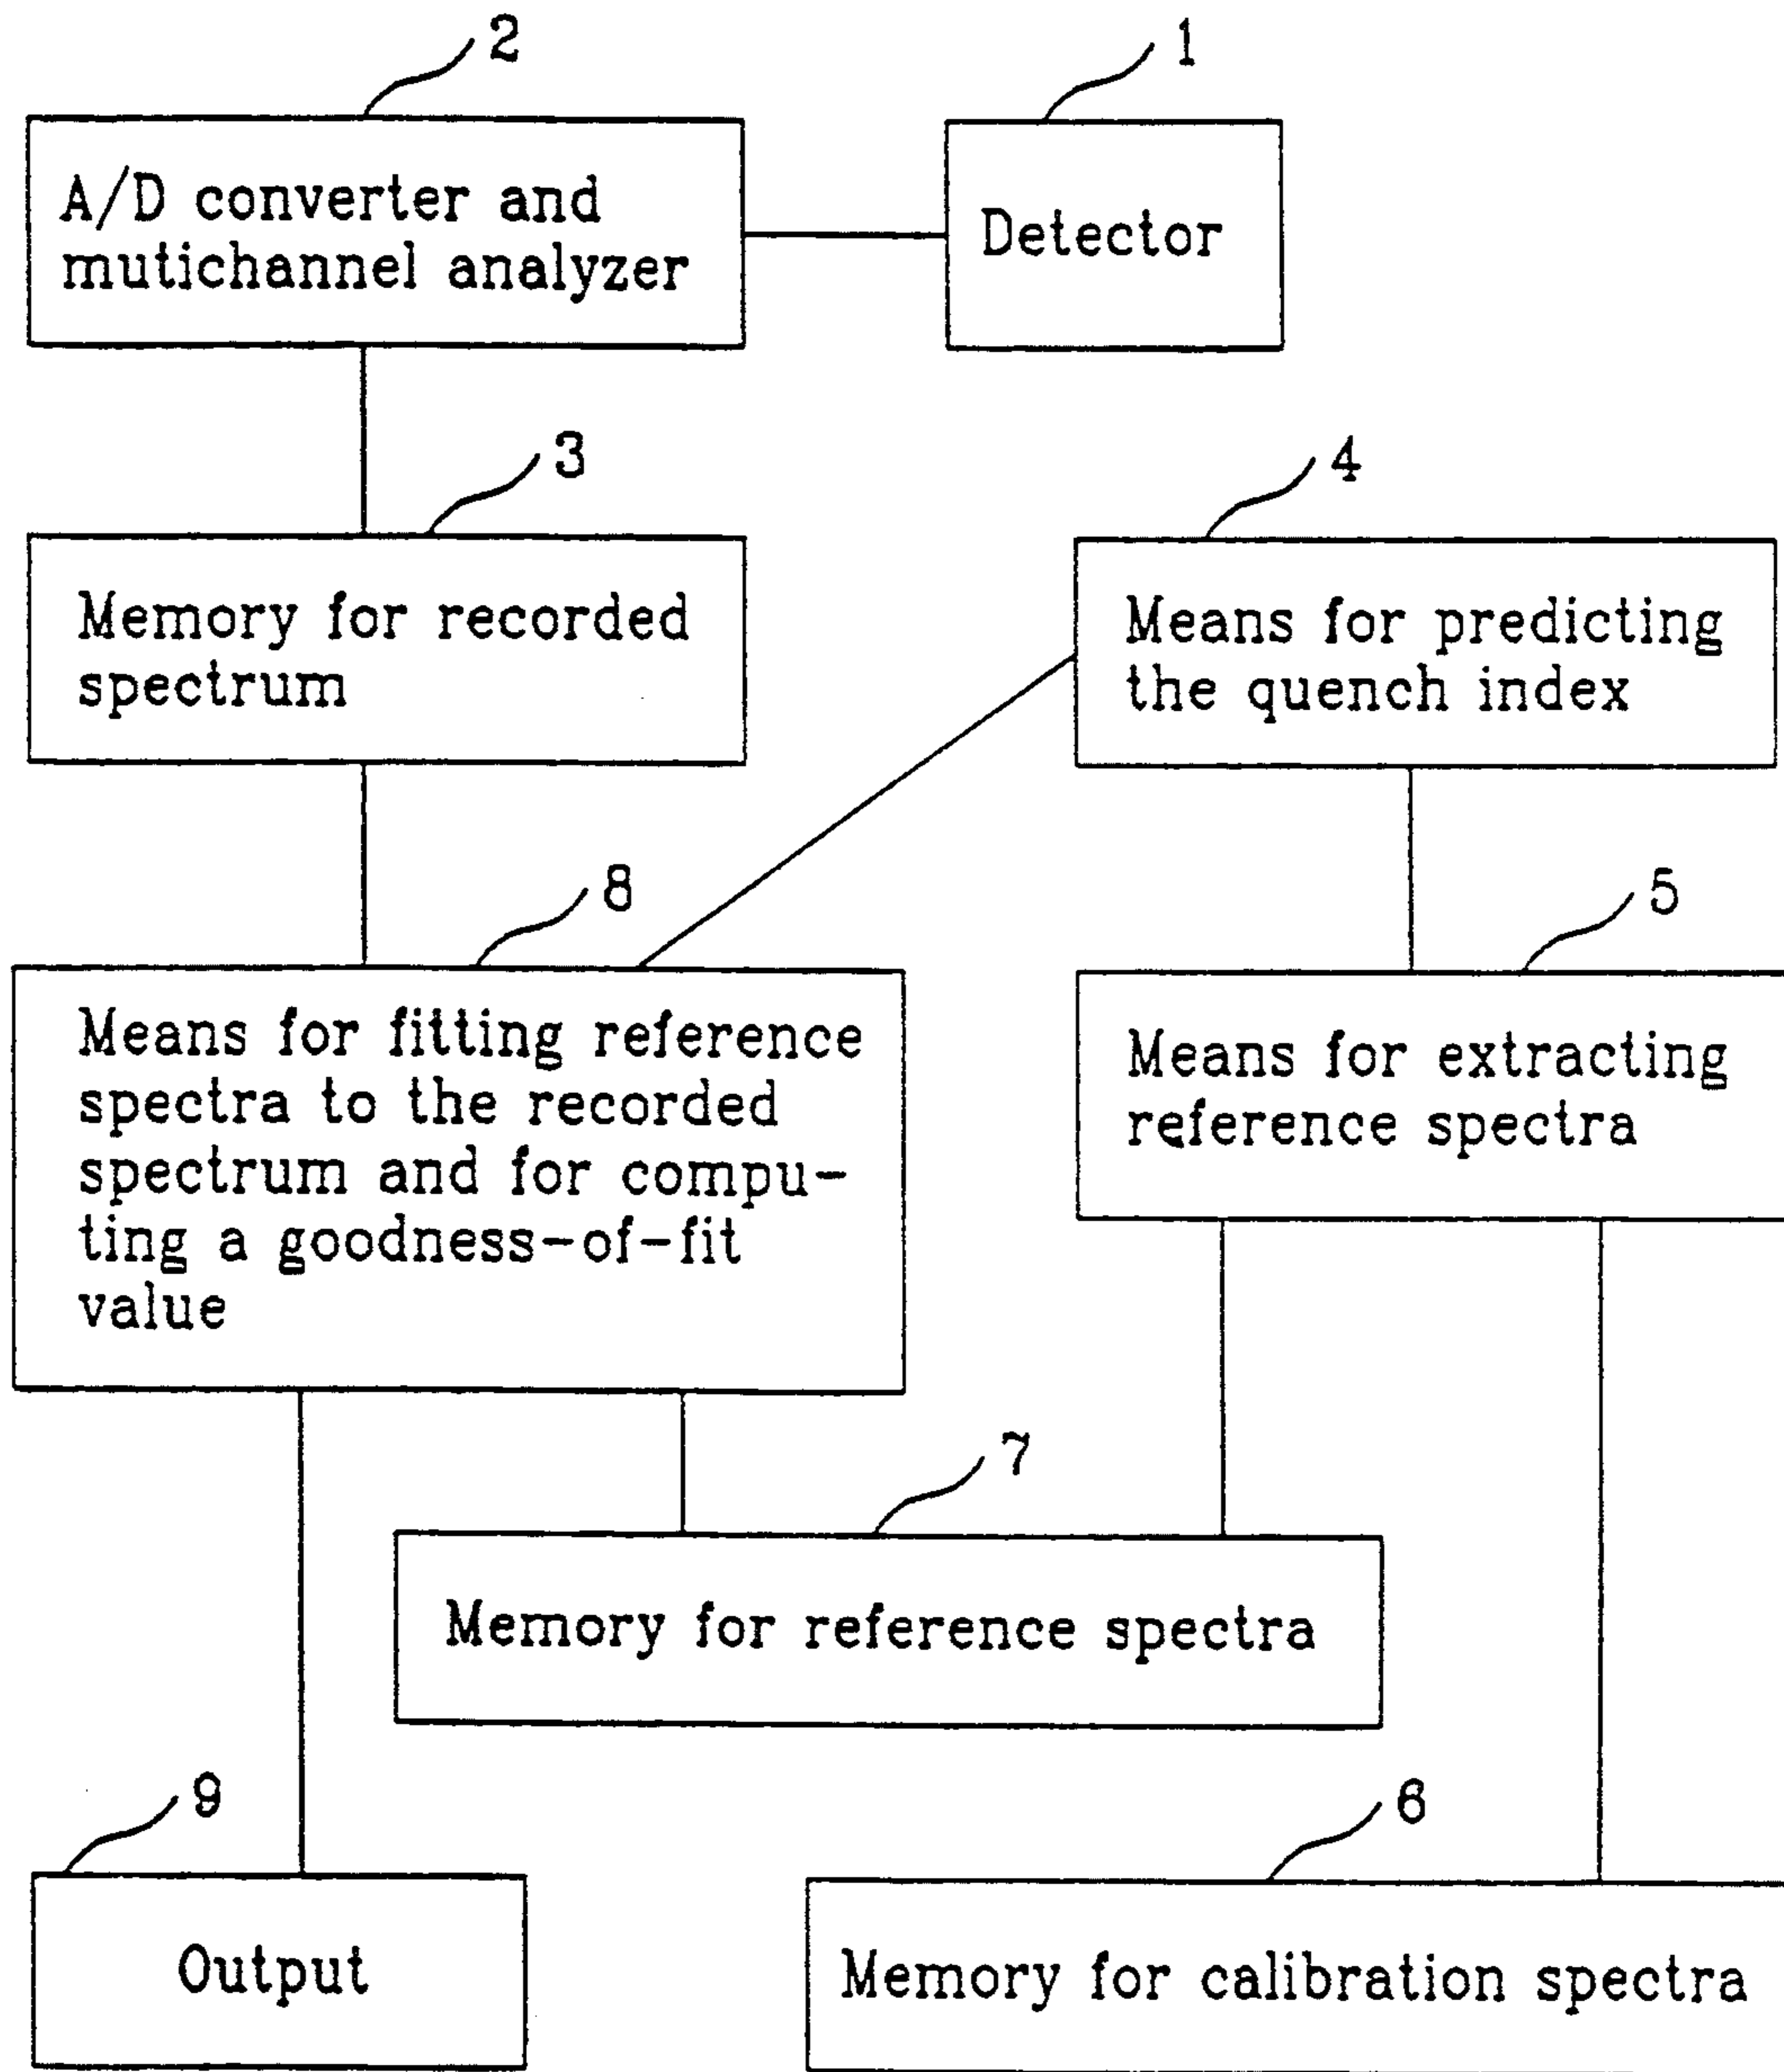 2
1
A/D converter and
mutichannel analyzer
Detector
3
4
Memory for recorded
spectrum
Means for predicting
the quench index
8
5
Means for fitting reference
spectra to the recorded
spectrum and for compu-
ting a goodness-of-fit
value
Means for extracting
reference spectra
7
Memory for reference spectra
9
6
Output
Memory for calibration spectra